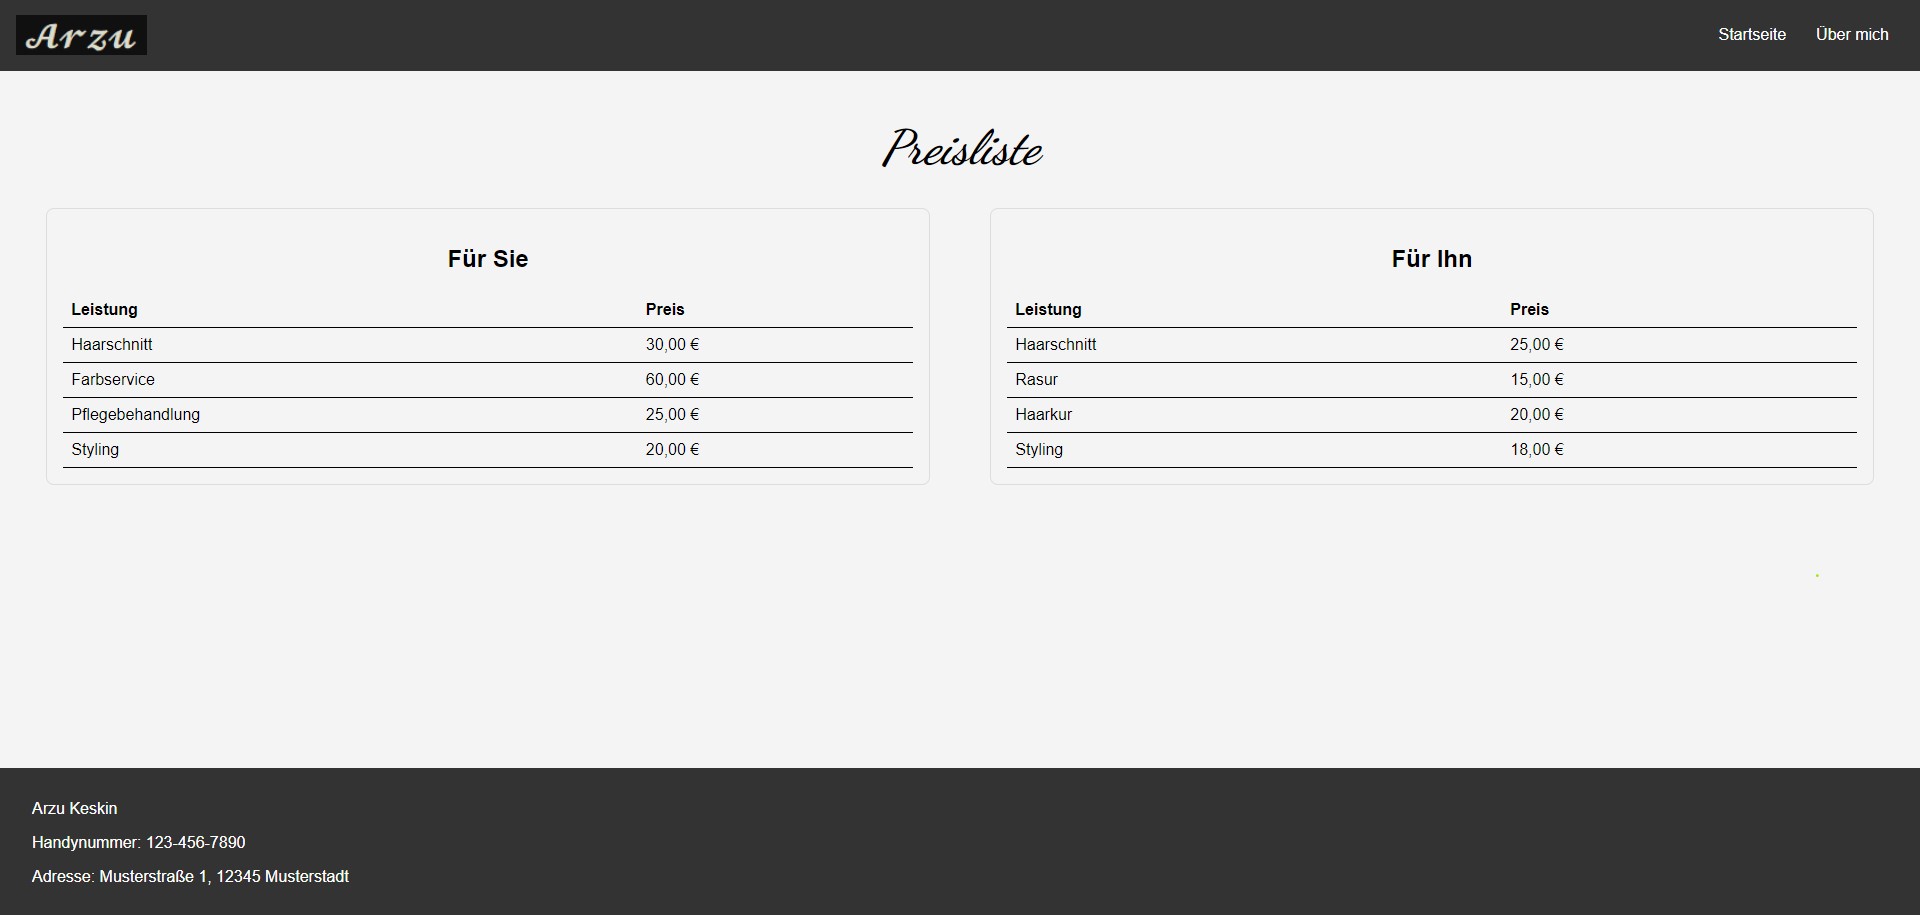 Arzu
Startseite Über mich
Preisliste
Für Sie
Leistung Preis
Haarschnitt 30,00 €
Farbservice 60,00 €
Pflegebehandlung 25,00 €
Styling 20,00 €
Für Ihn
Leistung Preis
Haarschnitt 25,00 €
Rasur 15,00 €
Haarkur 20,00 €
Styling 18,00 €
Arzu Keskin
Handynummer: 123-456-7890
Adresse: Musterstraße 1, 12345 Musterstadt